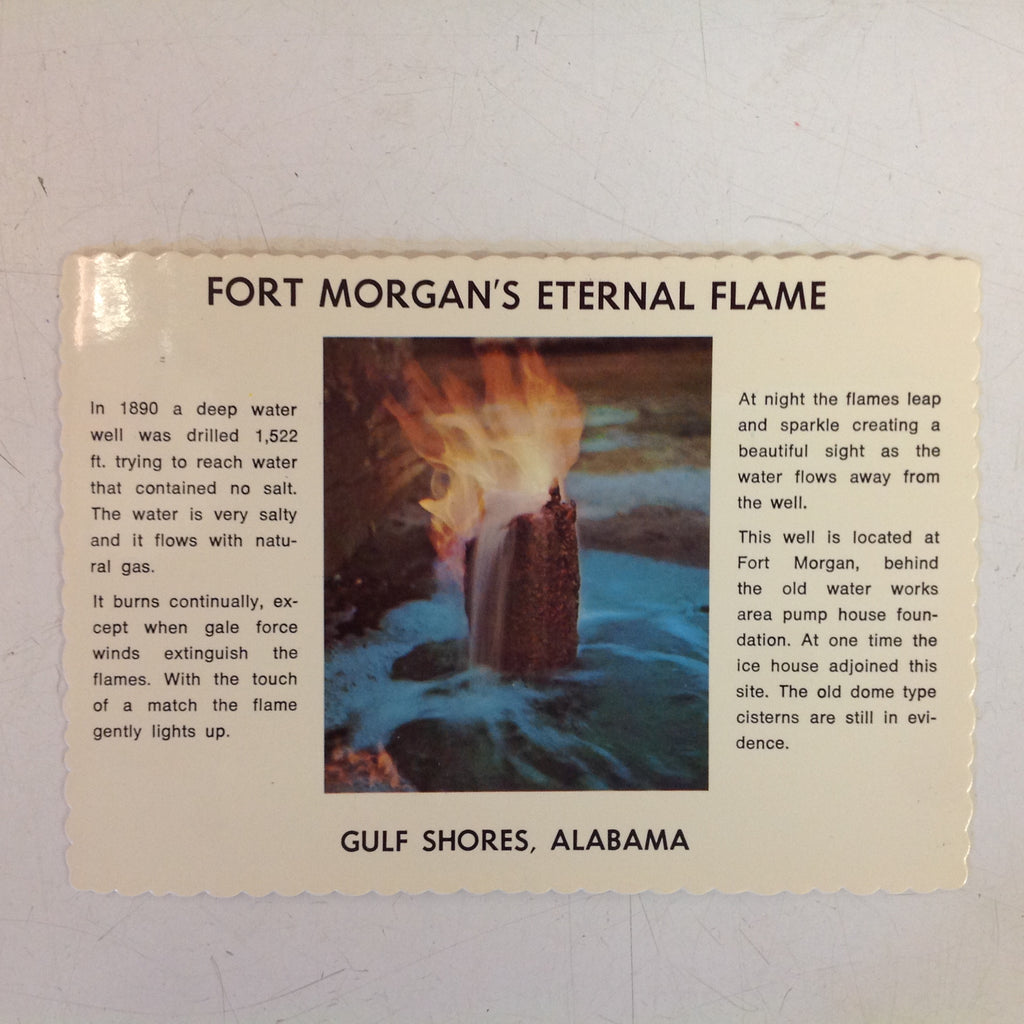 FORT MORGAN'S ETERNAL FLAME
In 1890 a deep water
well was drilled 1,522
ft. trying to reach water
that contained no salt.
The water is very salty
and it flows with natu-
ral gas.
It burns continually, ex-
cept when gale force
winds extinguish the
flames. With the touch
of a match the flame
gently lights up.
At night the flames leap
and sparkle creating a
beautiful sight as the
water flows away from
the well.
This well is located at
Fort Morgan, behind
the old water works
area pump house foun-
dation. At one time the
ice house adjoined this
site. The old dome type
cisterns are still in evi-
dence.
GULF SHORES, ALABAMA